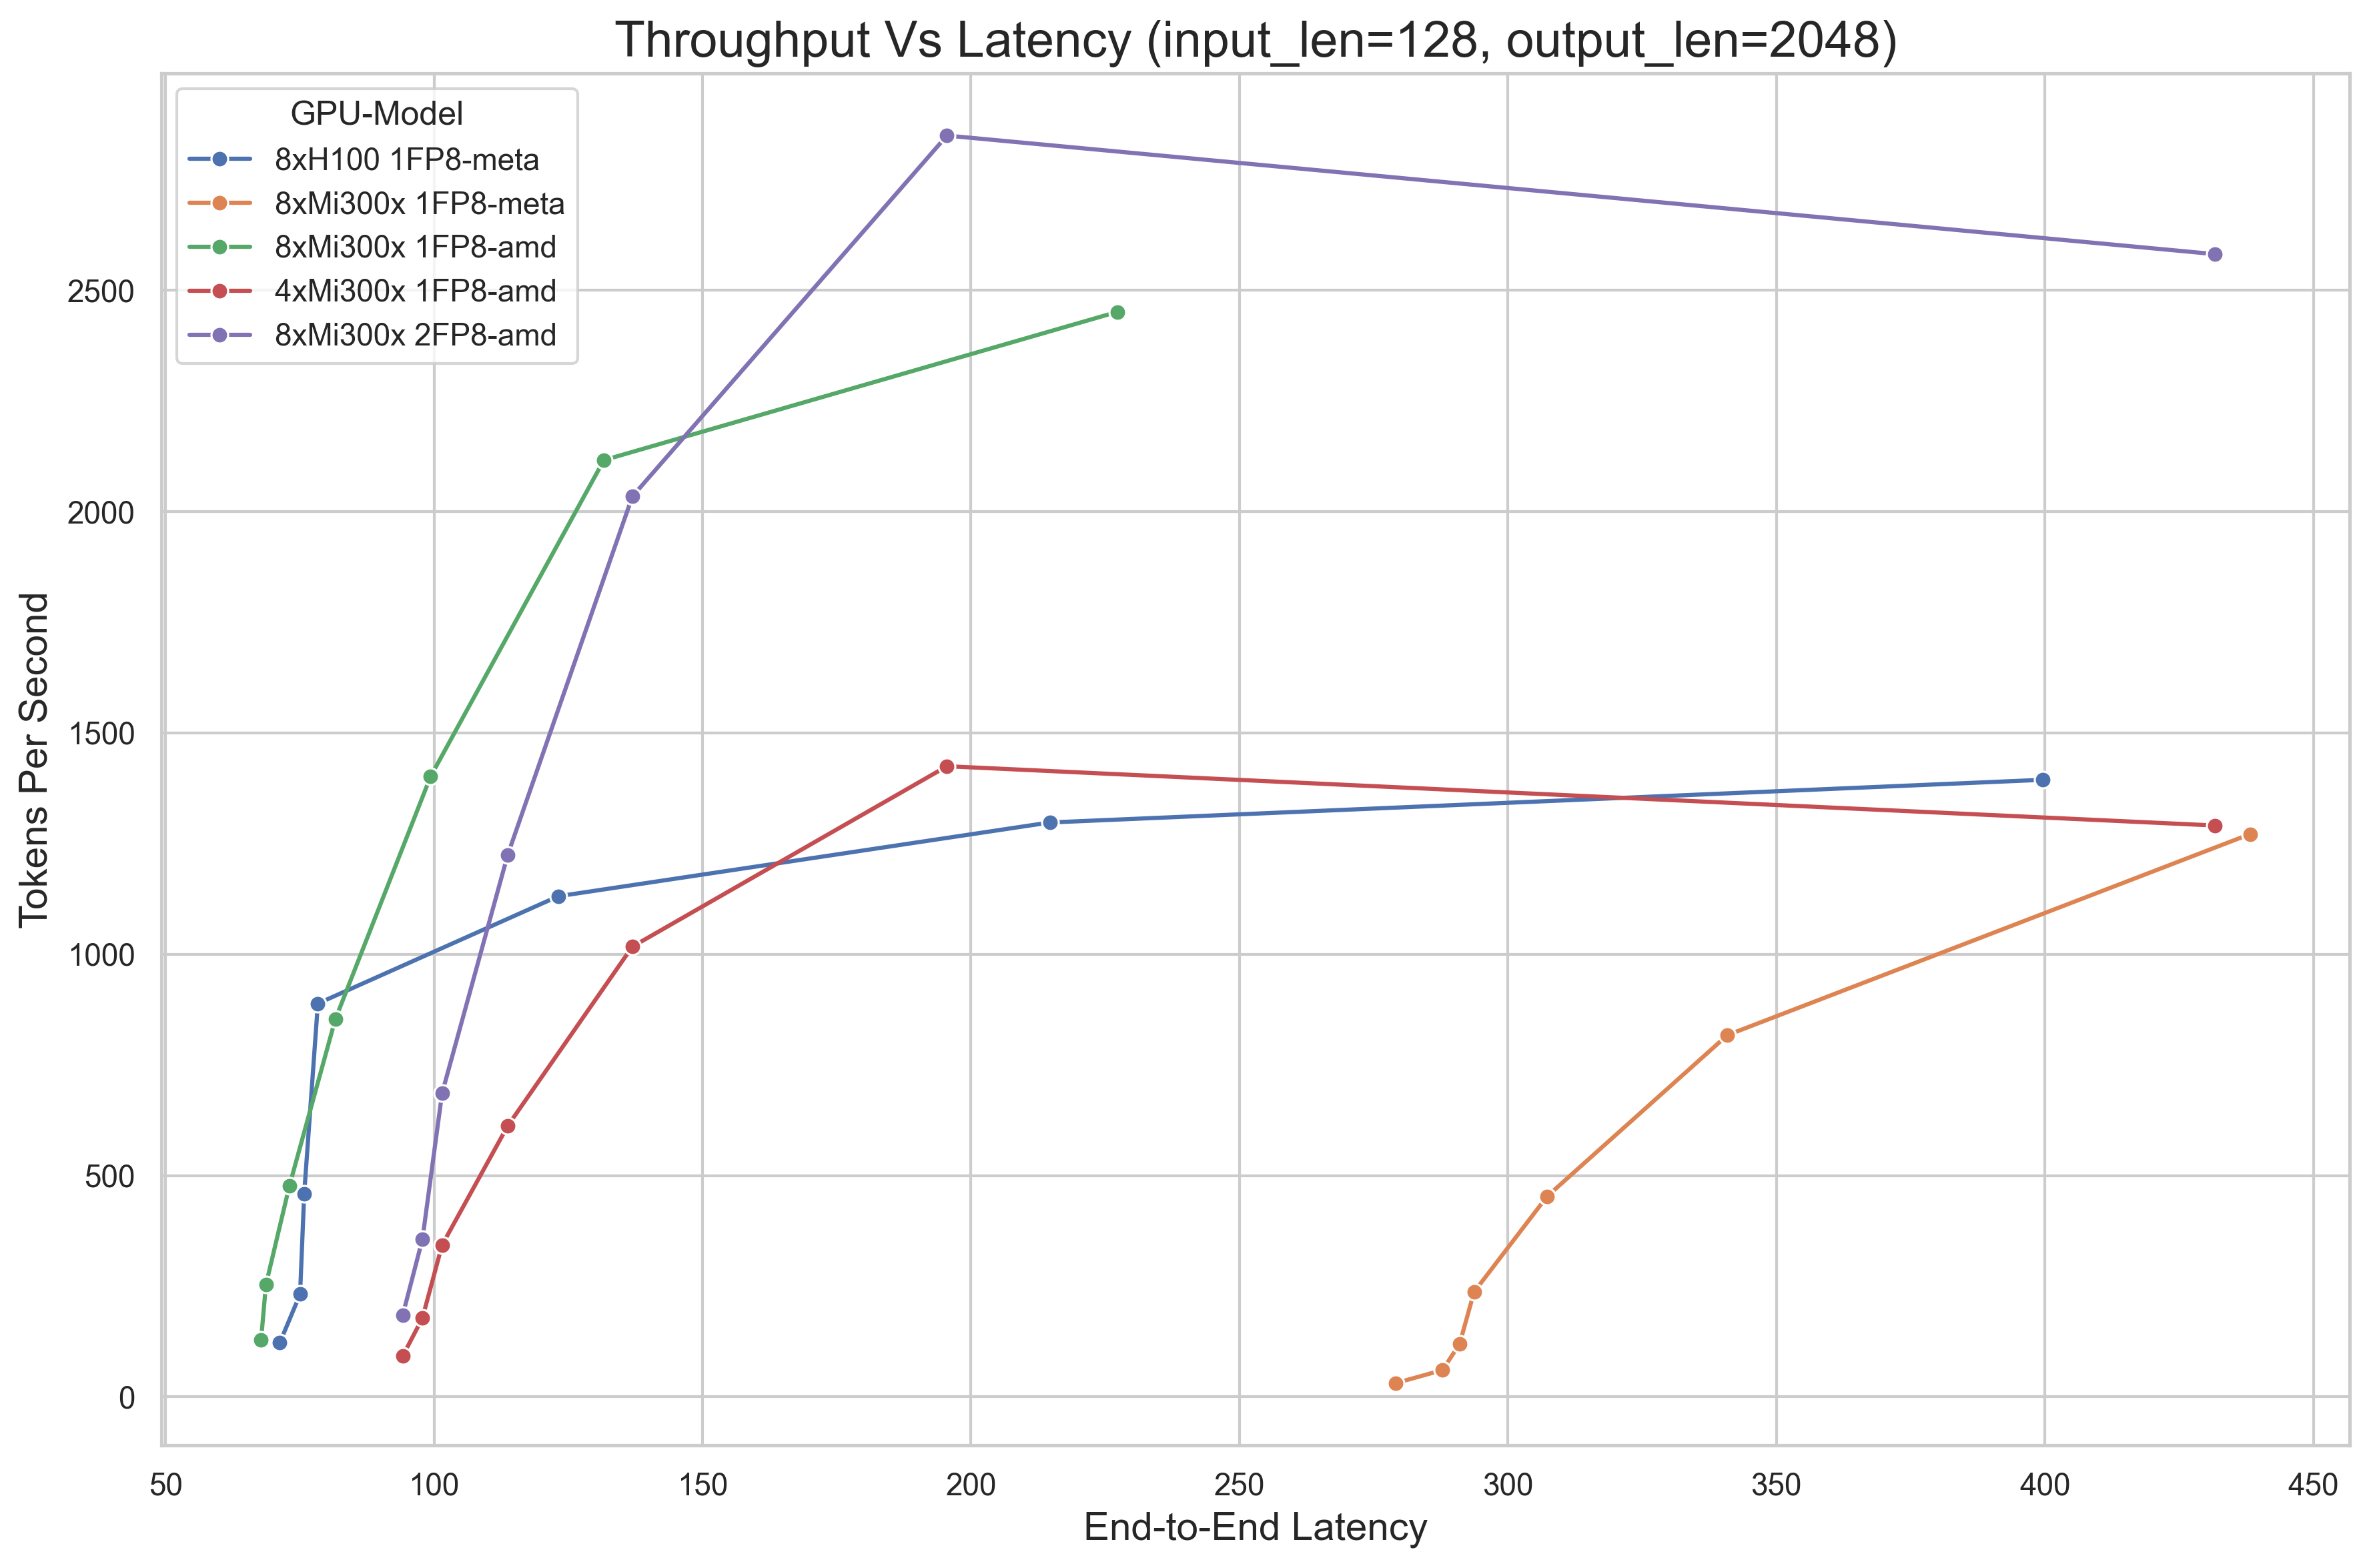 Throughput Vs Latency (input_len=128, output_len=2048)
GPU-Model
8xH100 1FP8-meta
8xMi300x 1FP8-meta
8xMi300x 1FP8-amd
4xMi300x 1FP8-amd
8xMi300x 2FP8-amd
Tokens Per Second
2500
2000
1500
1000
500
0
50 100 150 200 250 300 350 400 450
End-to-End Latency